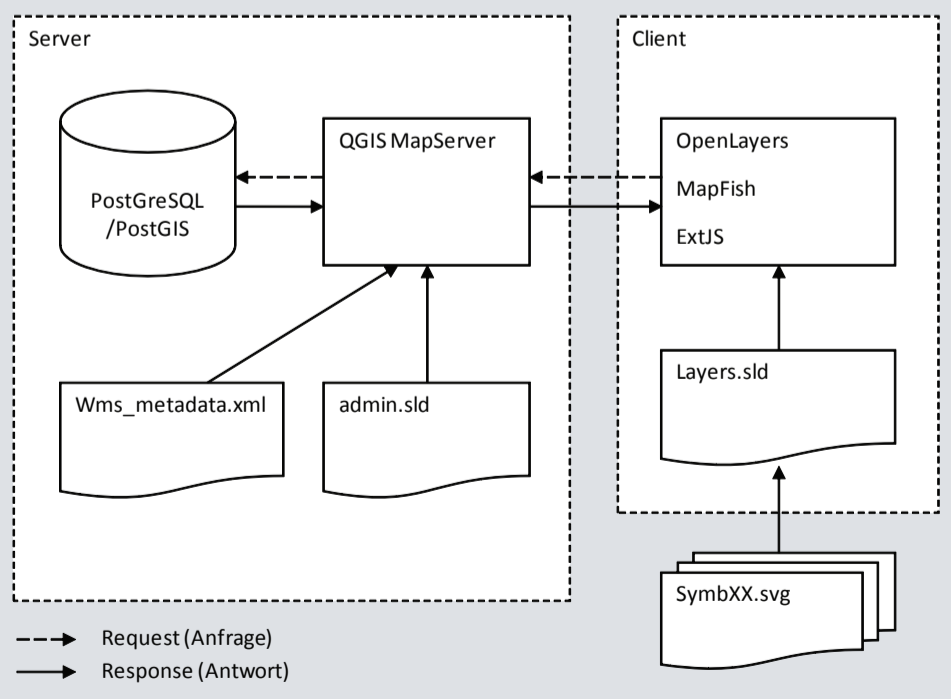 Server
Client
QGIS MapServer
OpenLayers
MapFish
ExtJS
PostGreSQL
/PostGIS
Wms_metadata.xml
admin.sld
Layers.sld
SymbXX.svg
Request (Anfrage)
Response (Antwort)